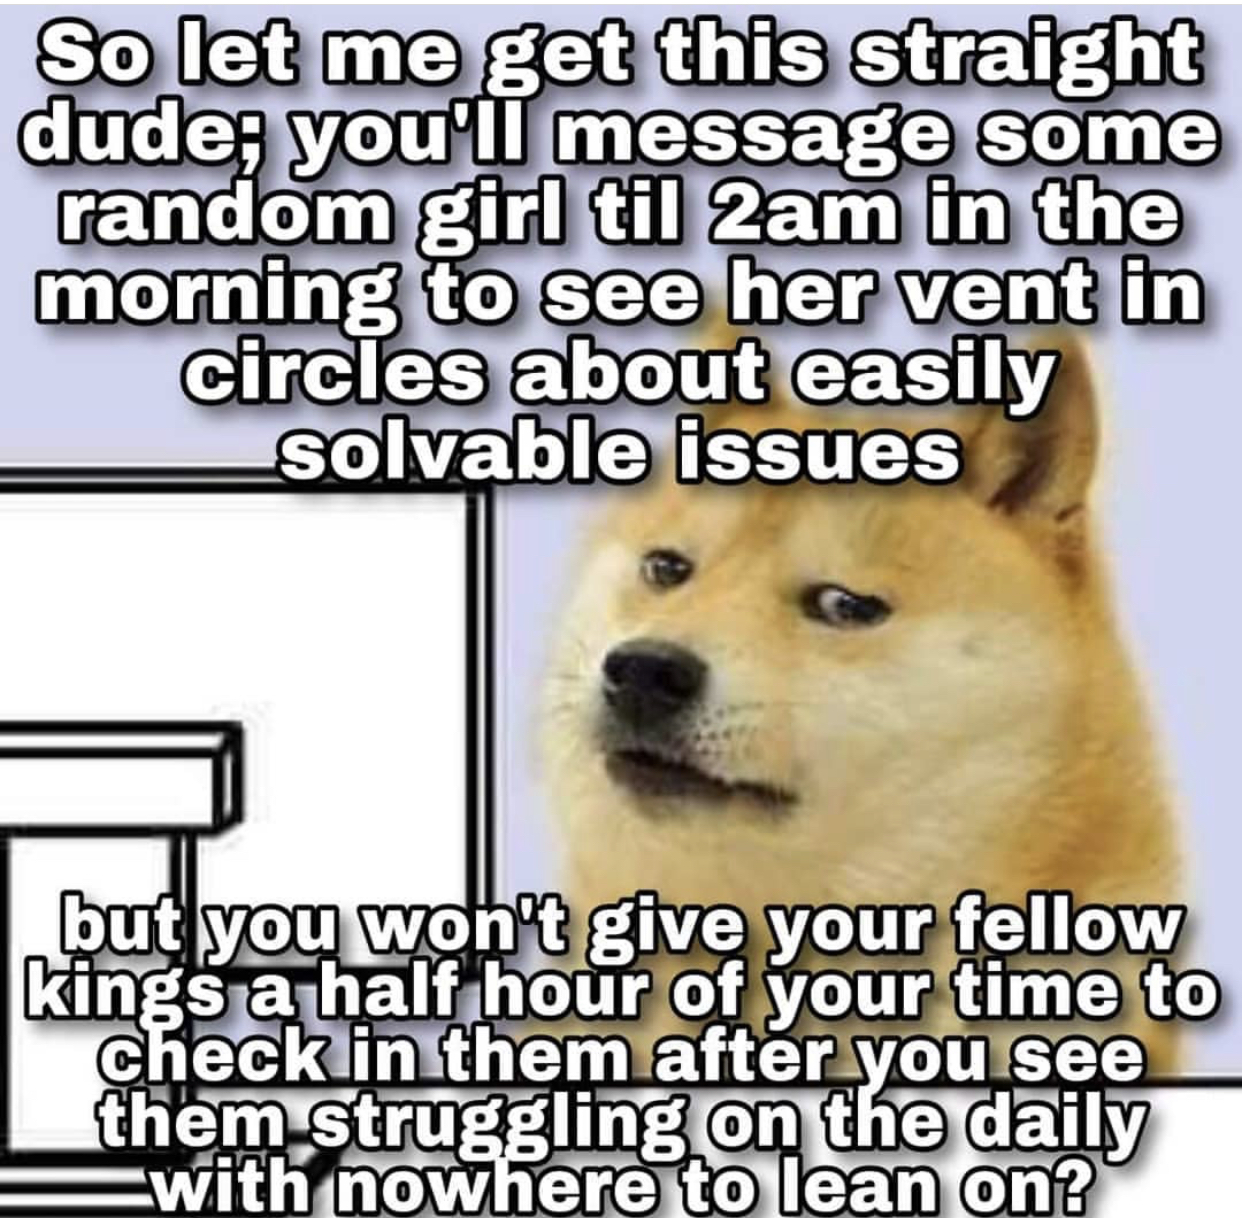 So let me get this straight
dude; you'll message some
random girl til 2am in the
morning to see her vent in
circles about easily
solvable issues
but you won't give your fellow
kings a half hour of your time to
check in them after you see
them struggling on the daily
with nowhere to lean on?